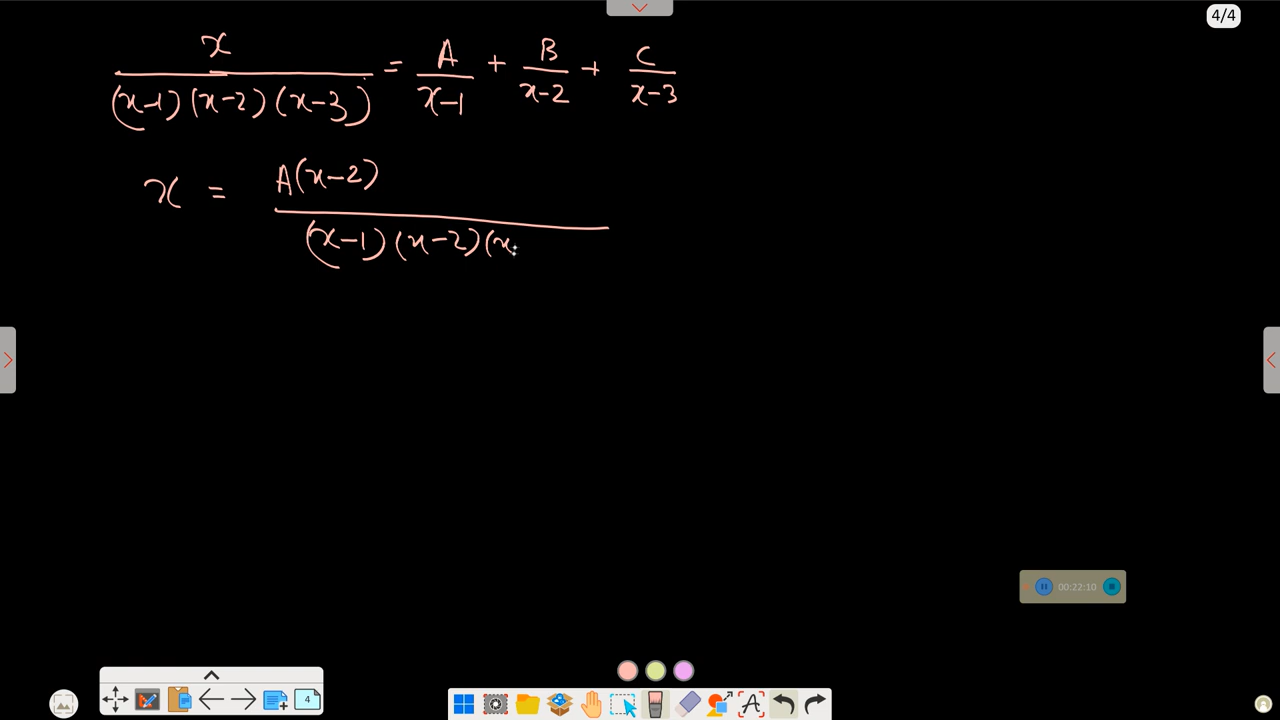 4/4
x/((x-1)(x-2)(x-3)) = A/(x-1) + B/(x-2) + C/(x-3)
x = A(x-2)/((x-1)(x-2)(x
00:22:10
4